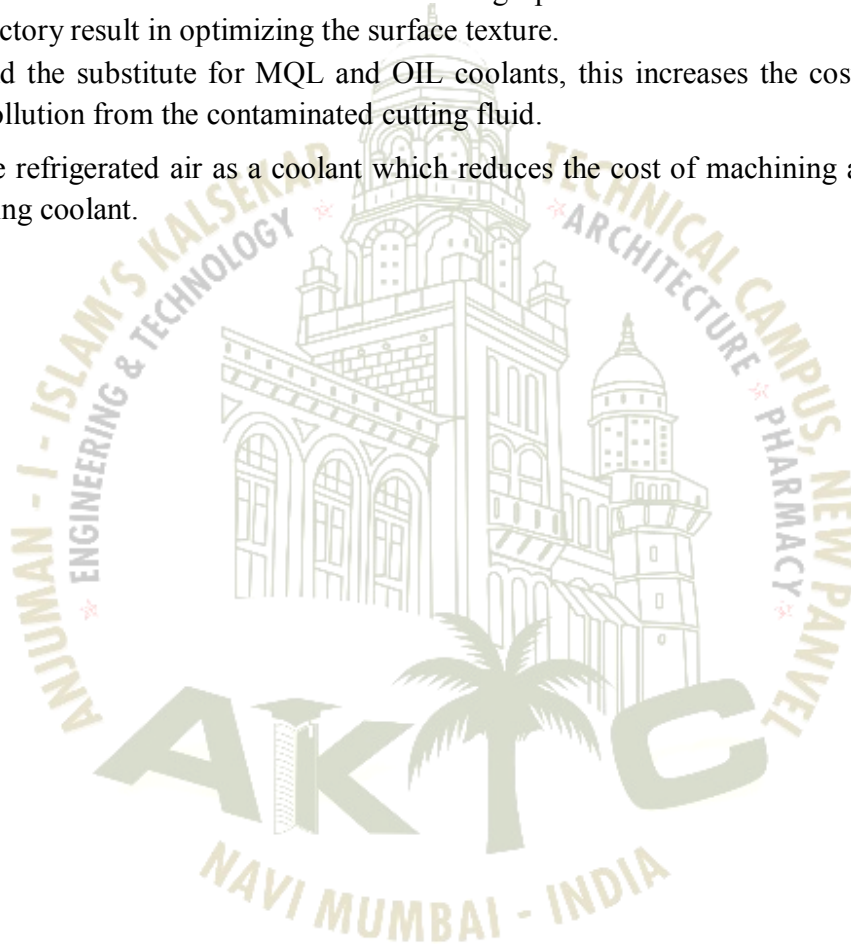 ctory result in optimizing the surface texture.
d the substitute for MQL and OIL coolants, this increases the cos
ollution from the contaminated cutting fluid.
e refrigerated air as a coolant which reduces the cost of machining a
ng coolant.
ANJUMAN - I - ISLAM'S KALSEKAR TECHNICAL CAMPUS, NEW PANVEL
ENGINEERING & TECHNOLOGY * ARCHITECTURE * PHARMACY *
AKTC
NAVI MUMBAI - INDIA